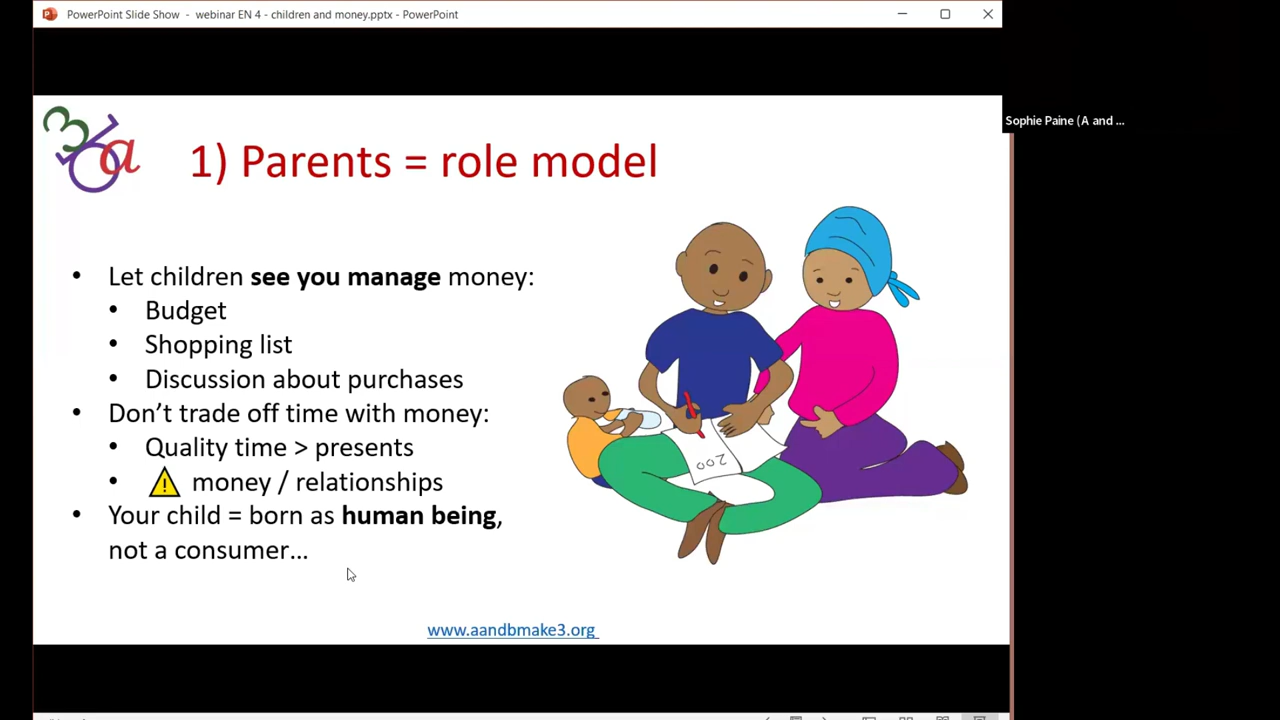 PowerPoint Slide Show - webinar EN 4 - children and money.pptx - PowerPoint
Sophie Paine (A and ...
1) Parents = role model
• Let children see you manage money:
• Budget
• Shopping list
• Discussion about purchases
• Don't trade off time with money:
• Quality time > presents
• money / relationships
• Your child = born as human being,
not a consumer...
200
www.aandbmake3.org